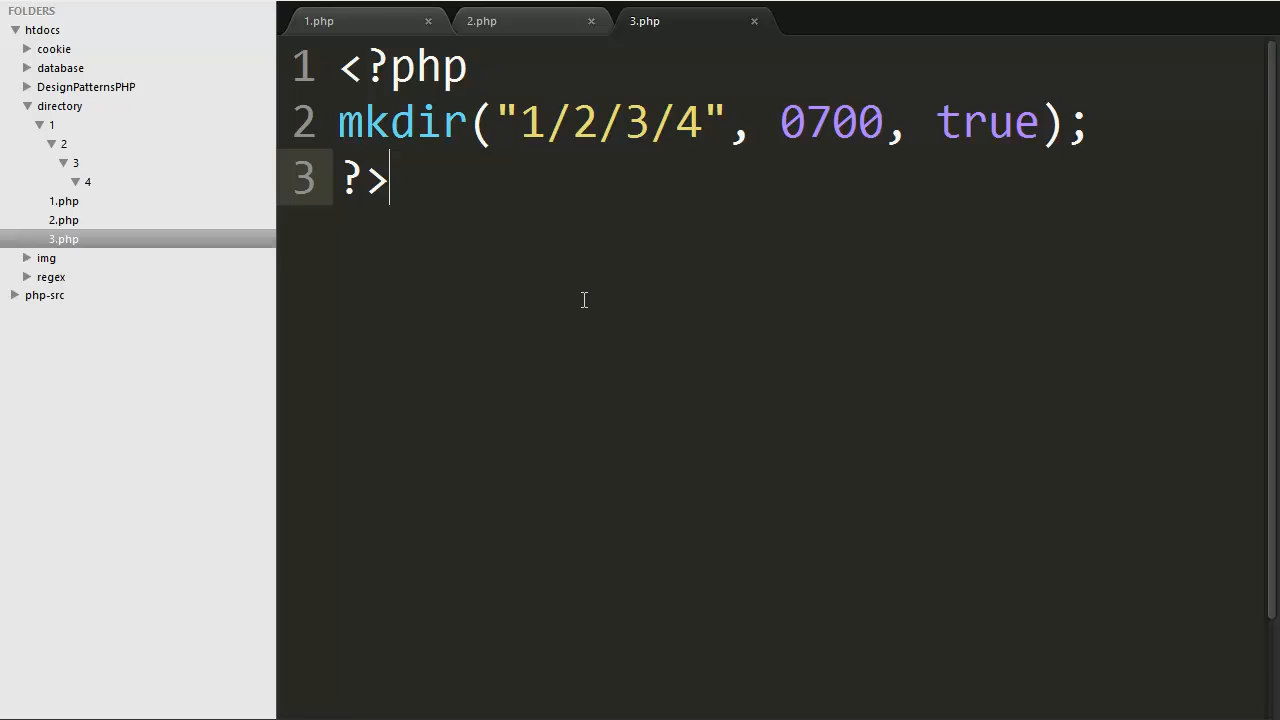 FOLDERS
htdocs
cookie
database
DesignPatternsPHP
directory
1
2
3
4
1.php
2.php
3.php
img
regex
php-src
1.php × 2.php × 3.php ×
1 <?php
2 mkdir("1/2/3/4", 0700, true);
3 ?>